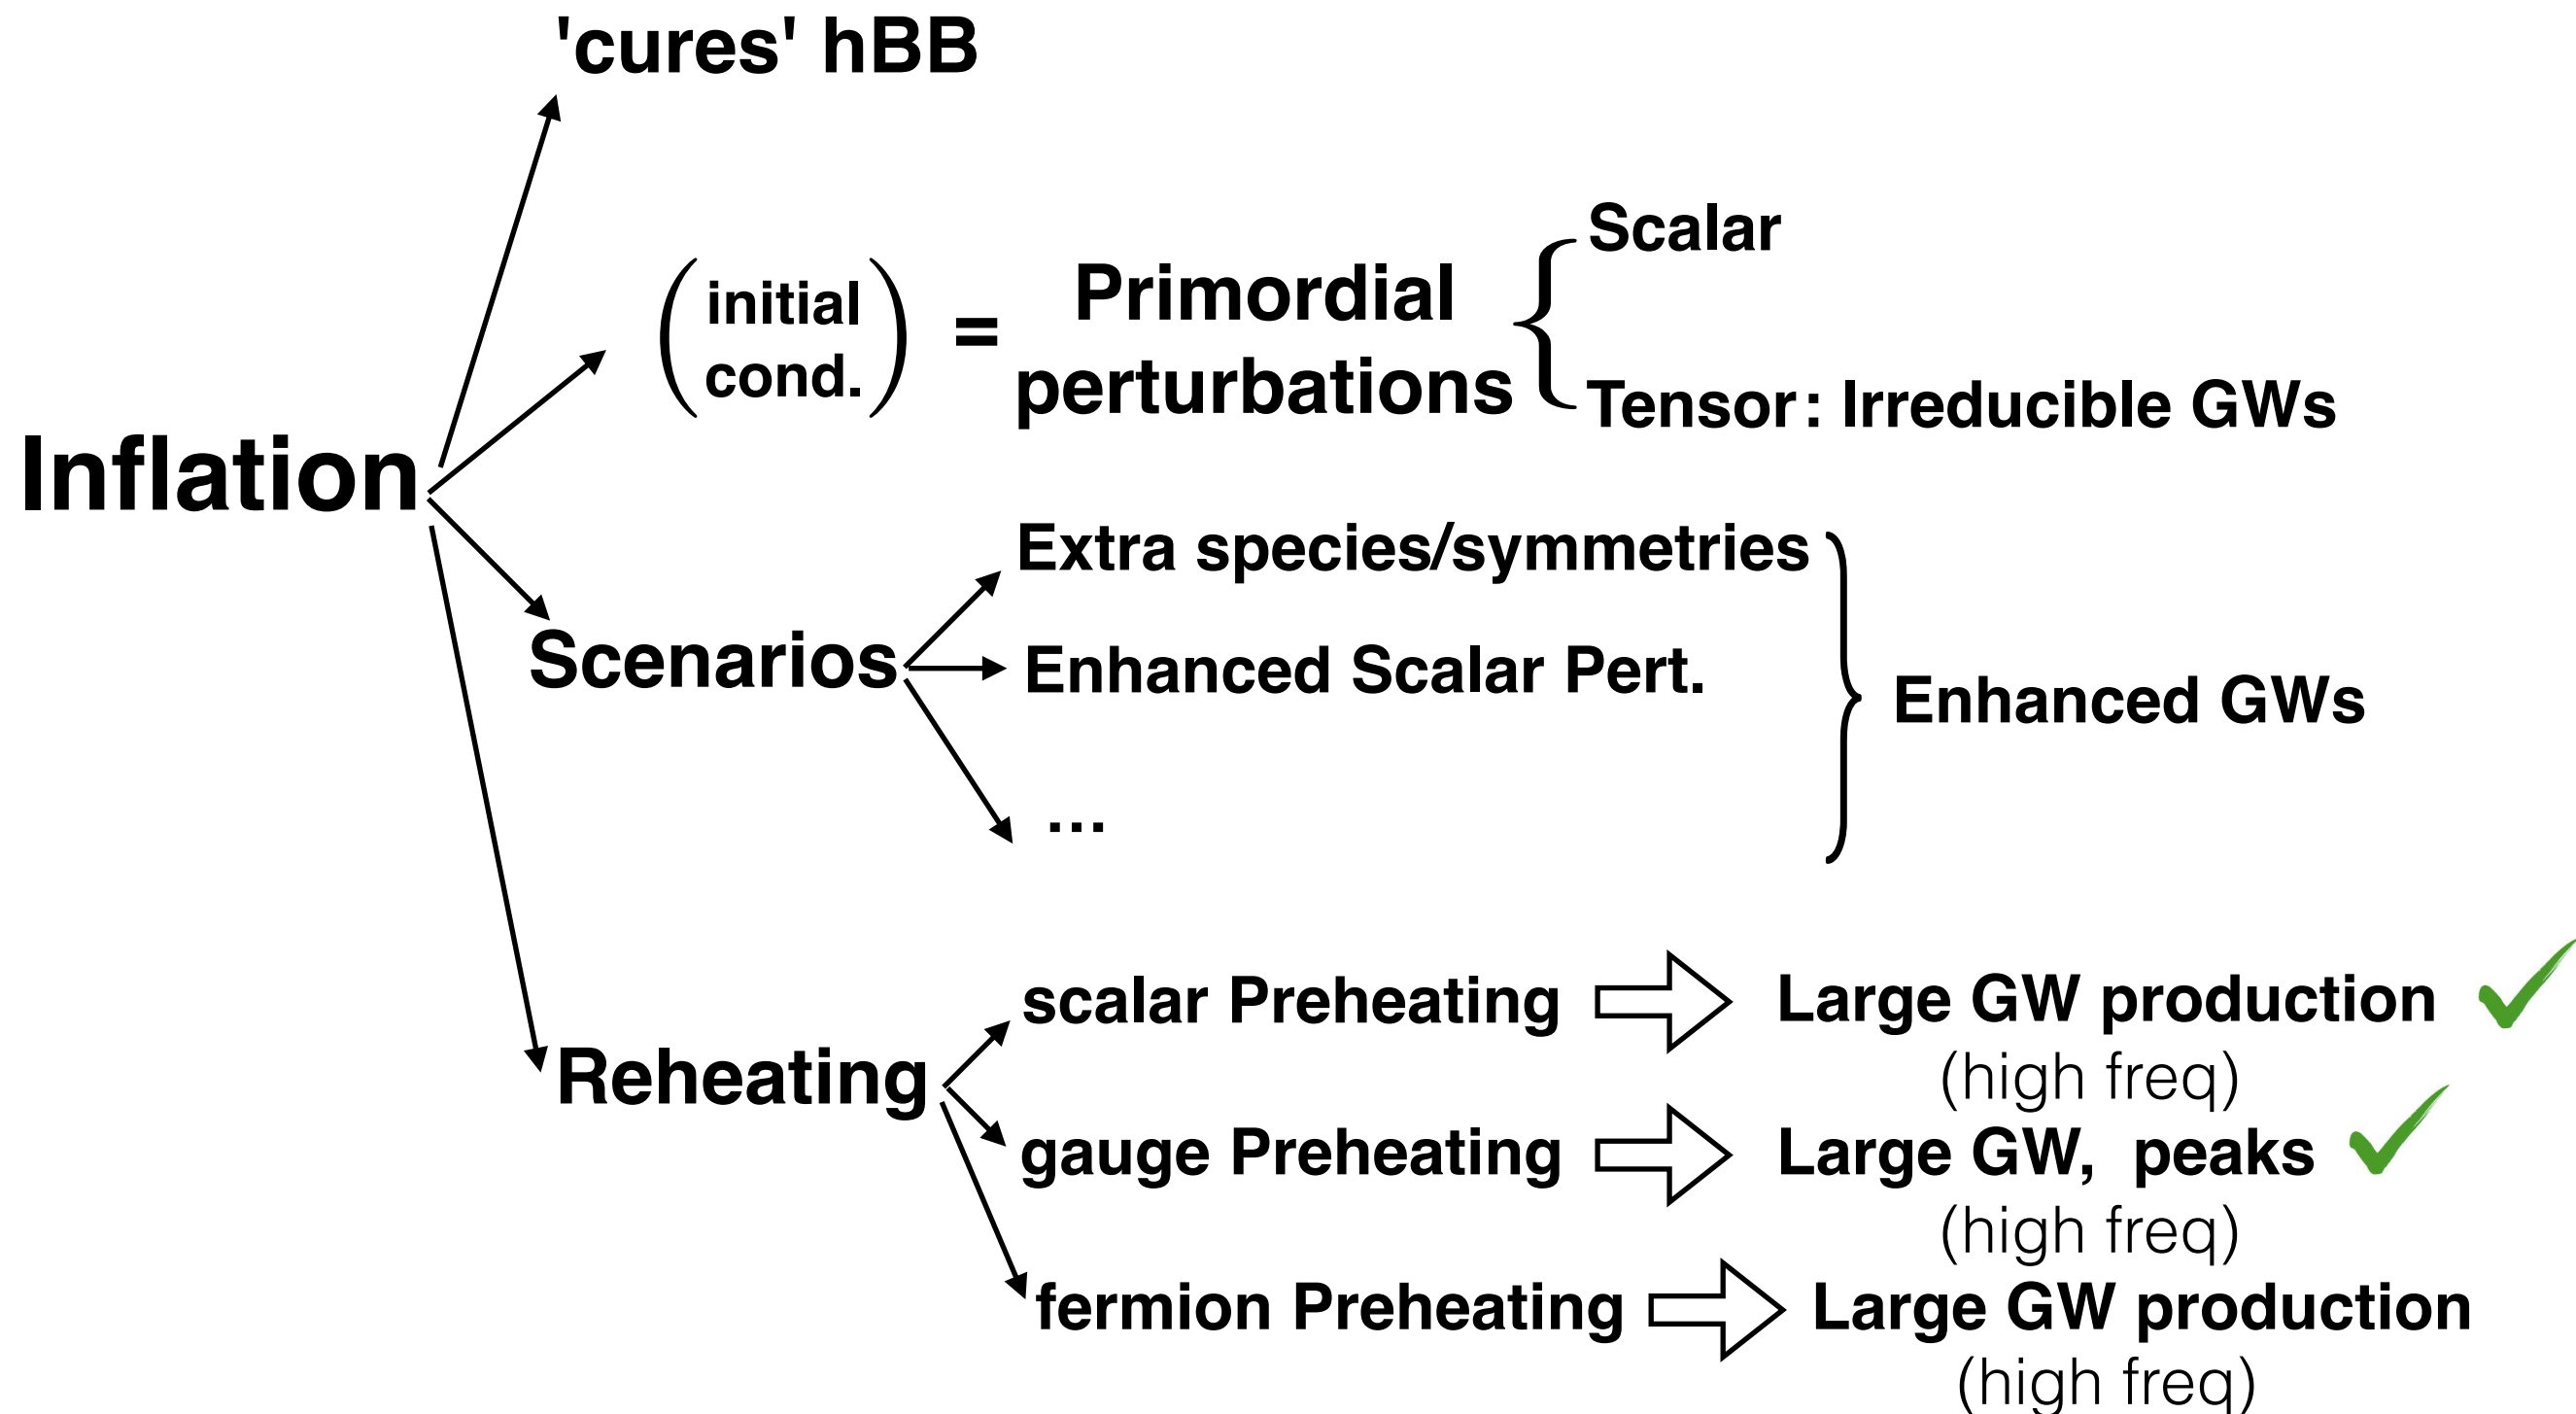 'cures' hBB
initial
cond.
=
Primordial
perturbations
Scalar
Tensor: Irreducible GWs
Inflation
Scenarios
Extra species/symmetries
Enhanced Scalar Pert.
...
Enhanced GWs
Reheating
scalar Preheating
Large GW production
(high freq)
gauge Preheating
Large GW, peaks
(high freq)
fermion Preheating
Large GW production
(high freq)